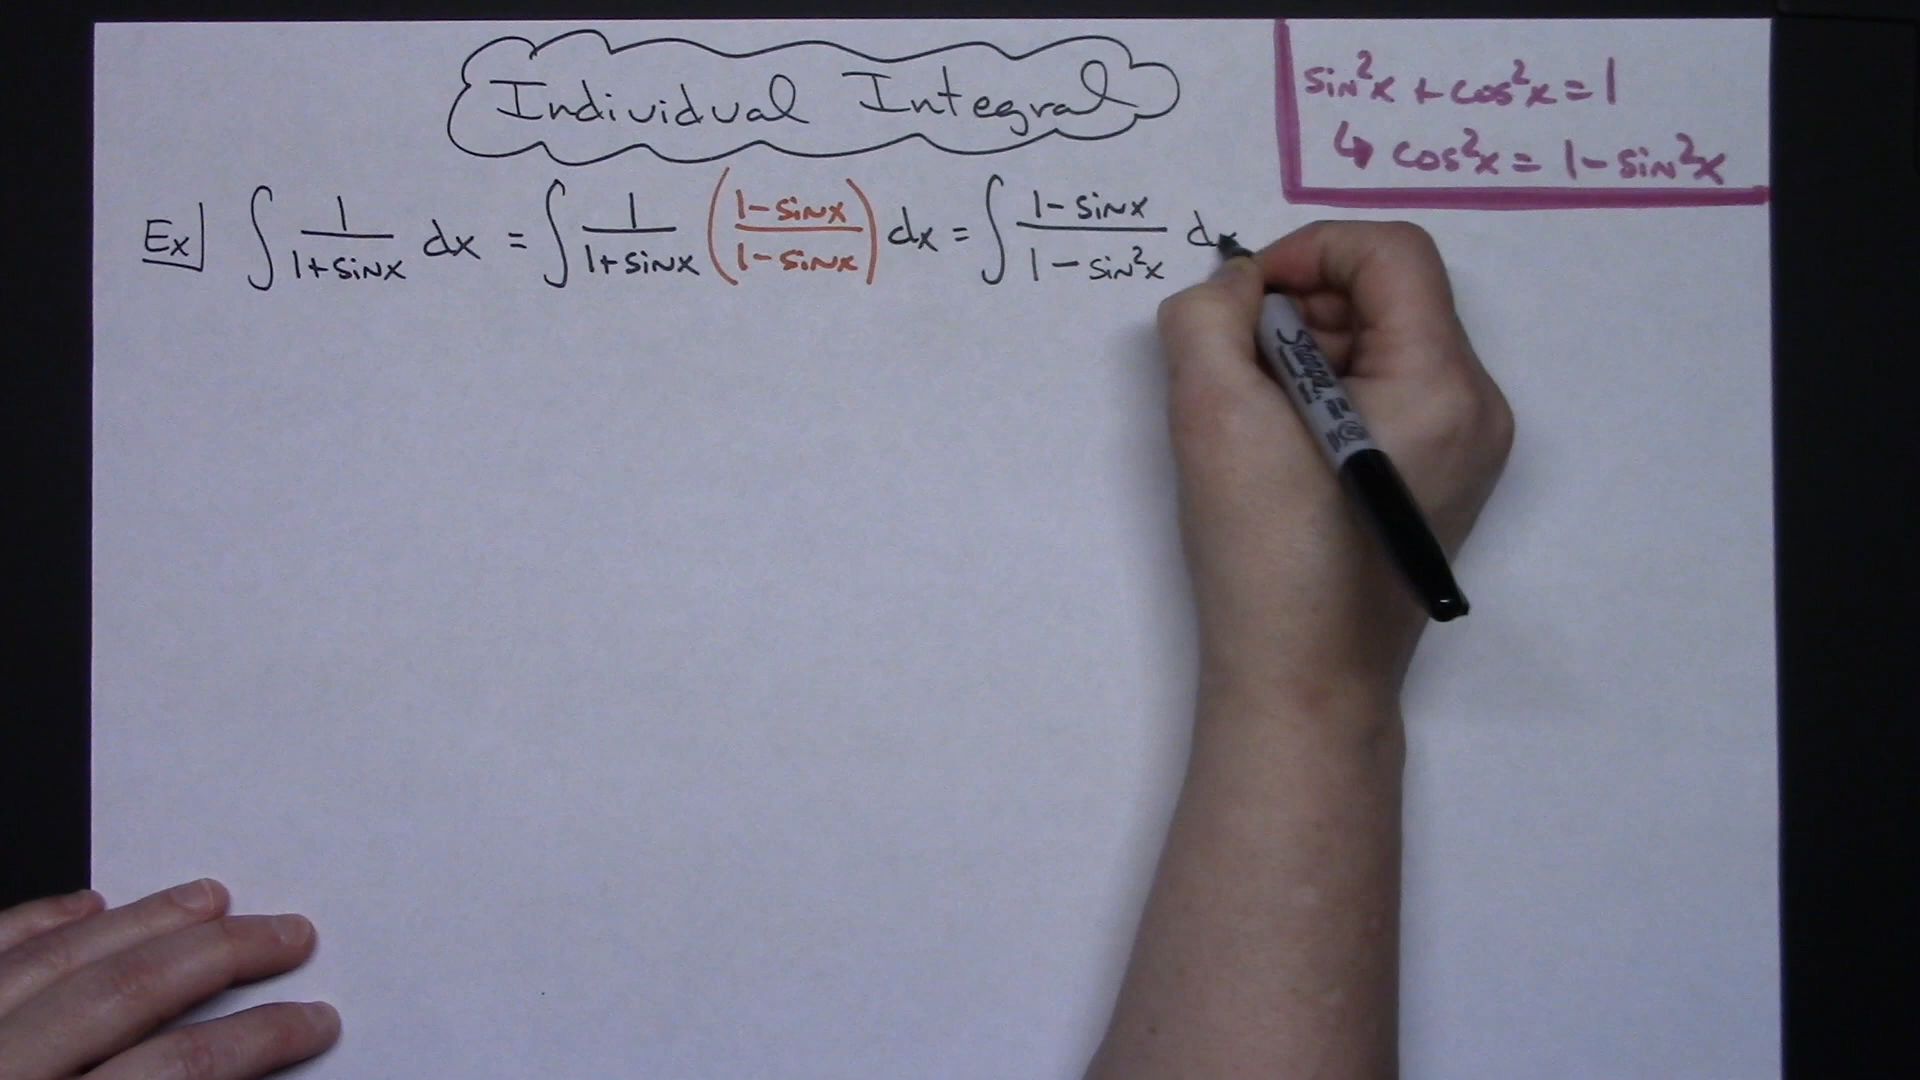 Individual Integral
sin²x + cos²x = 1
↳ cos²x = 1 - sin²x
Ex ∫ 1/(1+sinx) dx = ∫ 1/(1+sinx) ((1-sinx)/(1-sinx)) dx = ∫ (1-sinx)/(1-sin²x) dx
Sharpie